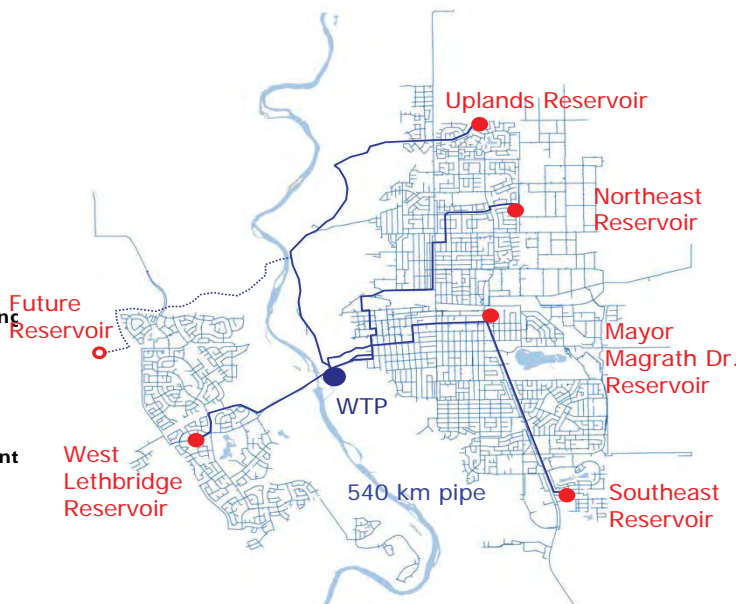 Uplands Reservoir
Northeast
Reservoir
Future
Reservoir
Mayor
Magrath Dr.
Reservoir
WTP
West
Lethbridge
Reservoir
540 km pipe
Southeast
Reservoir